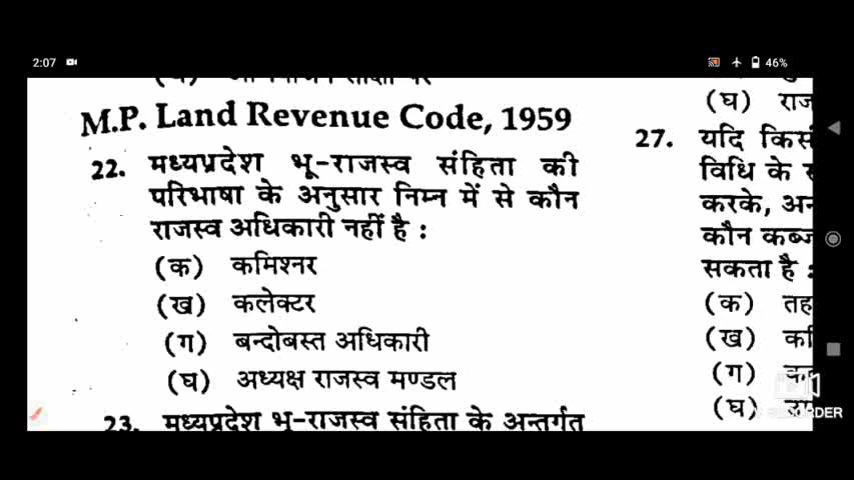 2:07
46%
M.P. Land Revenue Code, 1959
22. मध्यप्रदेश भू-राजस्व संहिता की
परिभाषा के अनुसार निम्न में से कौन
राजस्व अधिकारी नहीं है :
(क) कमिश्नर
(ख) कलेक्टर
(ग) बन्दोबस्त अधिकारी
(घ) अध्यक्ष राजस्व मण्डल
23. मध्यप्रदेश भू-राजस्व संहिता के अन्तर्गत
(घ) राज
27. यदि किसी
विधि के
करके, अन
कौन कब्ज
सकता है :
(क) तह
(ख) कि
(ग)
(घ)